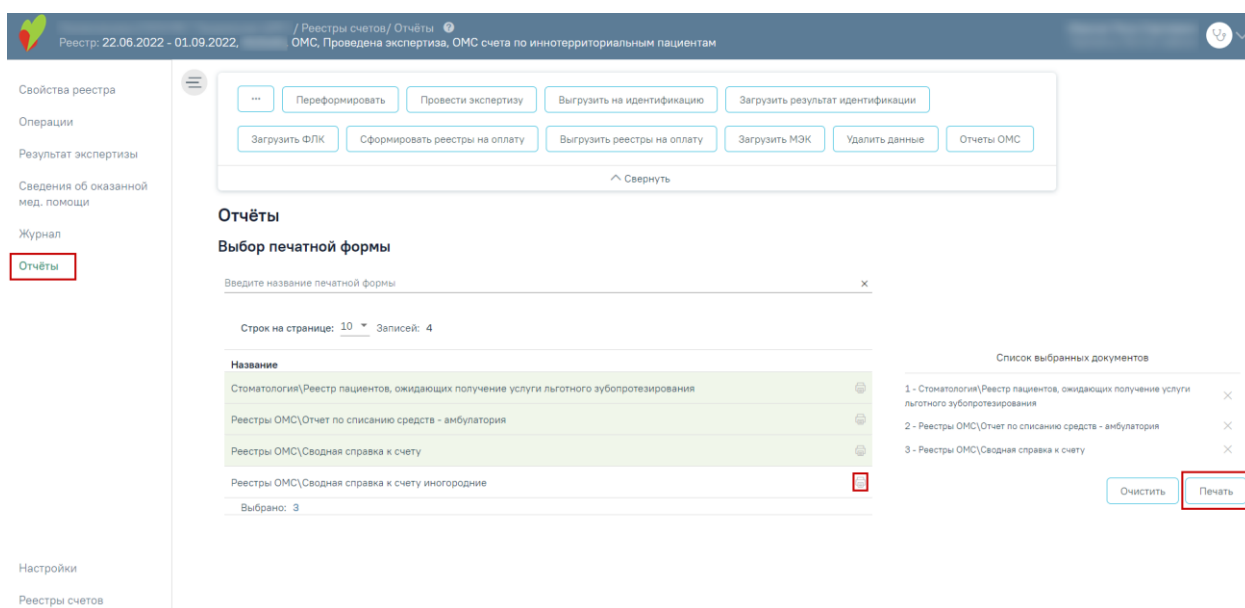 / Реестры счетов/ Отчёты ?
Реестр: 22.06.2022 - 01.09.2022, ОМС, Проведена экспертиза, ОМС счета по иннотерриториальным пациентам
Свойства реестра
Операции
Результат экспертизы
Сведения об оказанной
мед. помощи
Журнал
Отчёты
Настройки
Реестры счетов
... Переформировать Провести экспертизу Выгрузить на идентификацию Загрузить результат идентификации
Загрузить ФЛК Сформировать реестры на оплату Выгрузить реестры на оплату Загрузить МЭК Удалить данные Отчеты ОМС
Свернуть
Отчёты
Выбор печатной формы
Введите название печатной формы
Строк на странице: 10 Записей: 4
Название
Стоматология\Реестр пациентов, ожидающих получение услуги льготного зубопротезирования
Реестры ОМС\Отчет по списанию средств - амбулатория
Реестры ОМС\Сводная справка к счету
Реестры ОМС\Сводная справка к счету иногородние
Выбрано: 3
Список выбранных документов
1 - Стоматология\Реестр пациентов, ожидающих получение услуги
льготного зубопротезирования
2 - Реестры ОМС\Отчет по списанию средств - амбулатория
3 - Реестры ОМС\Сводная справка к счету
Очистить Печать